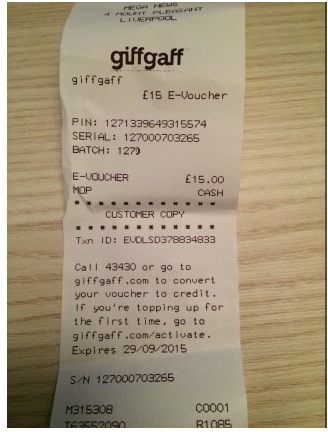 MEGA NEWS
4 MOUNT PLEASANT
LIVERPOOL
giffgaff
giffgaff
£15 E-Voucher
PIN: 1271339649315574
SERIAL: 127000703265
BATCH: 1279
E-VOUCHER £15.00
MOP CASH
* * * * * * * * * * * *
CUSTOMER COPY
* * * * * * * * * * * *
Txn ID: EVDLSD378834833
Call 43430 or go to
giffgaff.com to convert
your voucher to credit.
If you're topping up for
the first time, go to
giffgaff.com/activate.
Expires 29/09/2015
S/N 127000703265
M315308 C0001
T63557090 R1085